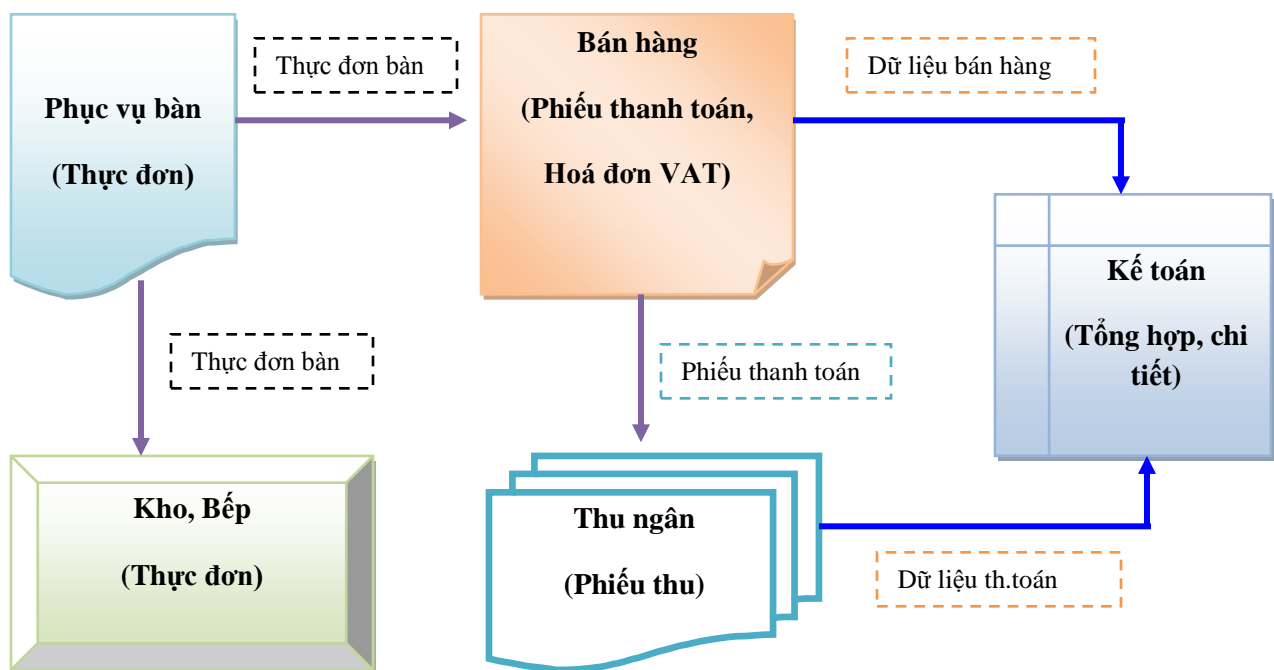 Phục vụ bàn
(Thực đơn)
Thực đơn bàn
Bán hàng
(Phiếu thanh toán,
Hoá đơn VAT)
Dữ liệu bán hàng
Kế toán
(Tổng hợp, chi
tiết)
Thực đơn bàn
Phiếu thanh toán
Kho, Bếp
(Thực đơn)
Thu ngân
(Phiếu thu)
Dữ liệu th.toán